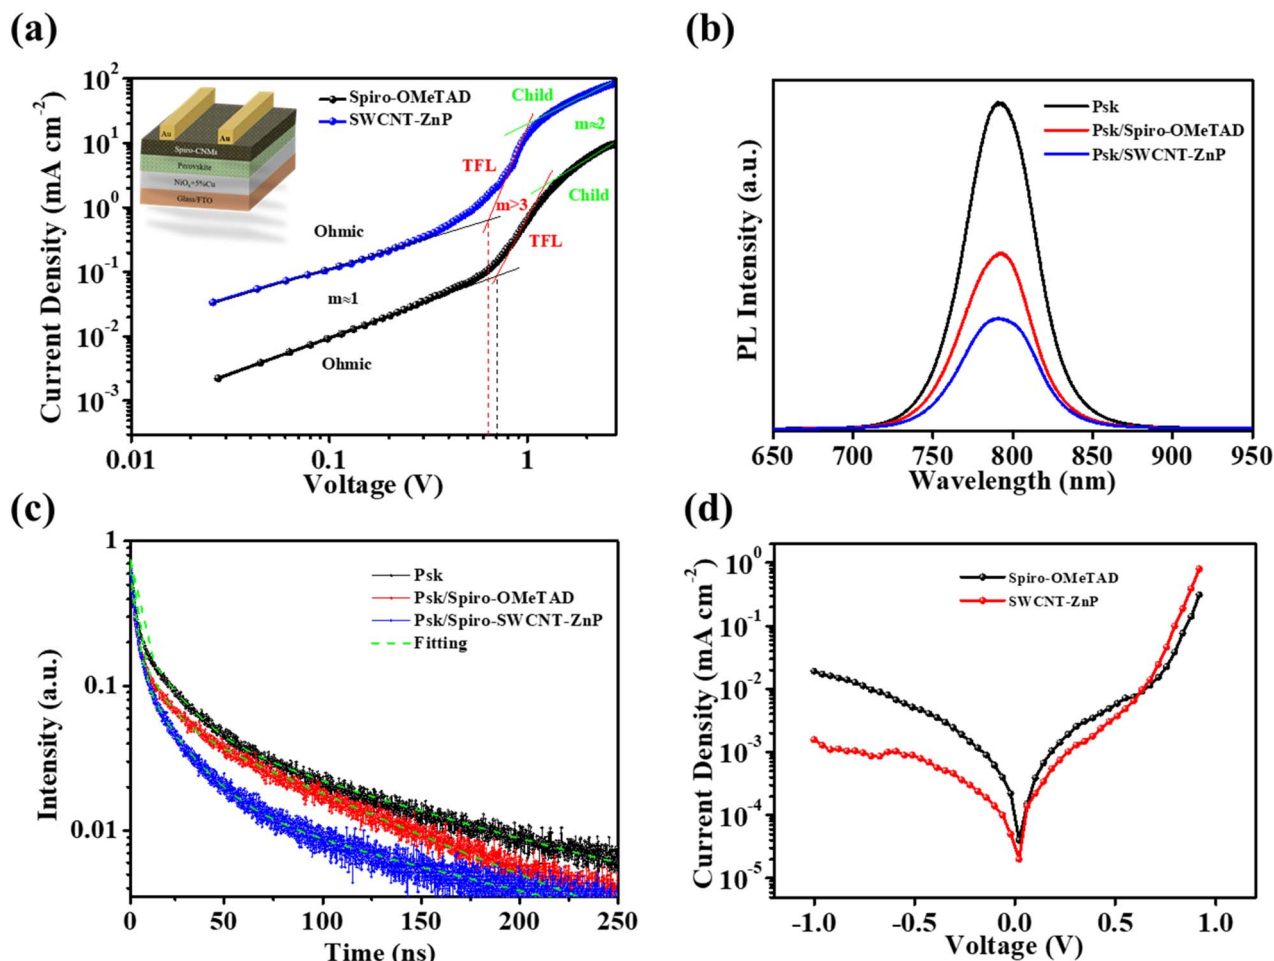 (a)
10²
10¹
10⁰
10⁻¹
10⁻²
10⁻³
Current Density (mA cm⁻²)
Au
Au
Spiro-CNMs
Perovskite
NiOₓ+5%Cu
Glass/FTO
Spiro-OMeTAD
SWCNT-ZnP
Child
m≈2
TFL
Child
m>3
TFL
Ohmic
m≈1
Ohmic
0.01
0.1
1
Voltage (V)
(b)
PL Intensity (a.u.)
Psk
Psk/Spiro-OMeTAD
Psk/SWCNT-ZnP
650 700 750 800 850 900 950
Wavelength (nm)
(c)
1
0.1
0.01
Intensity (a.u.)
Psk
Psk/Spiro-OMeTAD
Psk/Spiro-SWCNT-ZnP
Fitting
0 50 100 150 200 250
Time (ns)
(d)
10⁰
10⁻¹
10⁻²
10⁻³
10⁻⁴
10⁻⁵
Current Density (mA cm⁻²)
Spiro-OMeTAD
SWCNT-ZnP
-1.0 -0.5 0.0 0.5 1.0
Voltage (V)